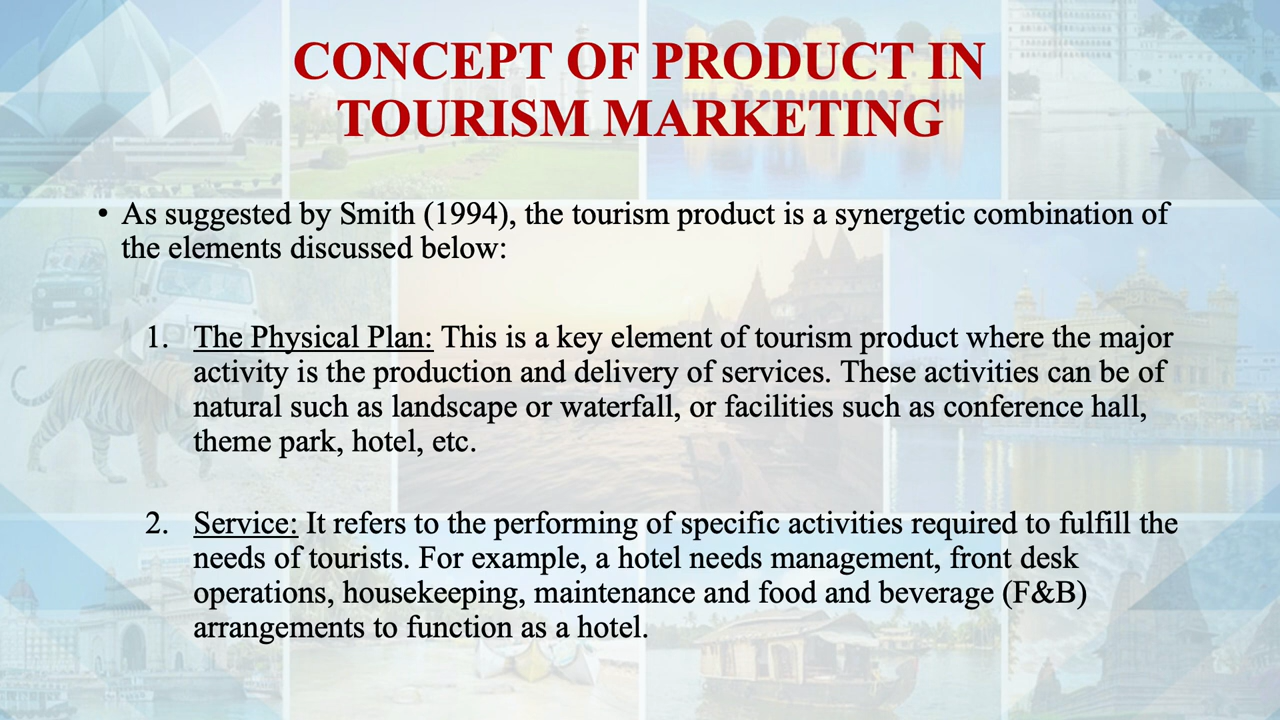 CONCEPT OF PRODUCT IN
TOURISM MARKETING
• As suggested by Smith (1994), the tourism product is a synergetic combination of
the elements discussed below:
1. The Physical Plan: This is a key element of tourism product where the major
activity is the production and delivery of services. These activities can be of
natural such as landscape or waterfall, or facilities such as conference hall,
theme park, hotel, etc.
2. Service: It refers to the performing of specific activities required to fulfill the
needs of tourists. For example, a hotel needs management, front desk
operations, housekeeping, maintenance and food and beverage (F&B)
arrangements to function as a hotel.